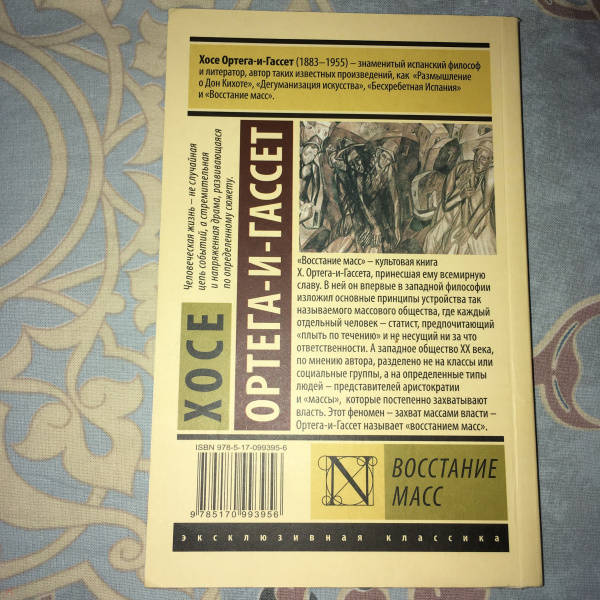 Хосе Ортега-и-Гассет (1883–1955) – знаменитый испанский философ
и литератор, автор таких известных произведений, как «Размышление
о Дон Кихоте», «Дегуманизация искусства», «Бесхребетная Испания»
и «Восстание масс».
Человеческая жизнь – не случайная
цепь событий, а стремительная
и напряженная драма, развивающаяся
по определенному сюжету.
ХОСЕ
ОРТЕГА-И-ГАССЕТ
«Восстание масс» – культовая книга
Х. Ортега-и-Гассета, принесшая ему всемирную
славу. В ней он впервые в западной философии
изложил основные принципы устройства так
называемого массового общества, где каждый
отдельный человек – статист, предпочитающий
«плыть по течению» и не несущий ни за что
ответственности. А западное общество XX века,
по мнению автора, разделено не на классы или
социальные группы, а на определенные типы
людей – представителей аристократии
и «массы», которые постепенно захватывают
власть. Этот феномен – захват массами власти –
Ортега-и-Гассет называет «восстанием масс».
ISBN 978-5-17-099395-6
9 785170 993956
N
ВОССТАНИЕ
МАСС
эксклюзивная классика